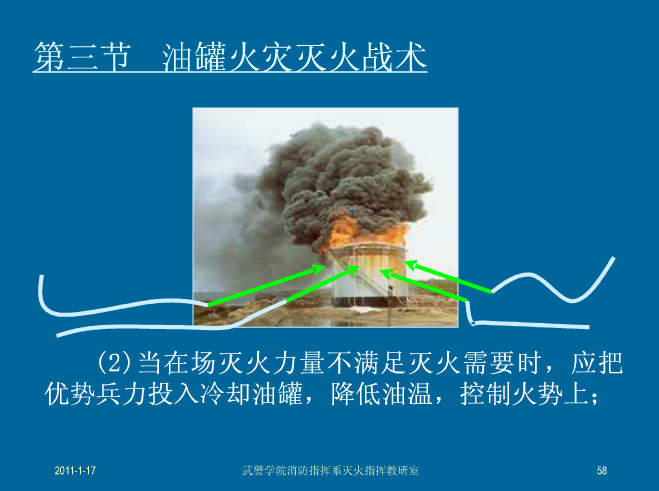 第三节 油罐火灾灭火战术
(2)当在场灭火力量不满足灭火需要时，应把
优势兵力投入冷却油罐，降低油温，控制火势上；
2011-1-17
武警学院消防指挥系灭火指挥教研室
58